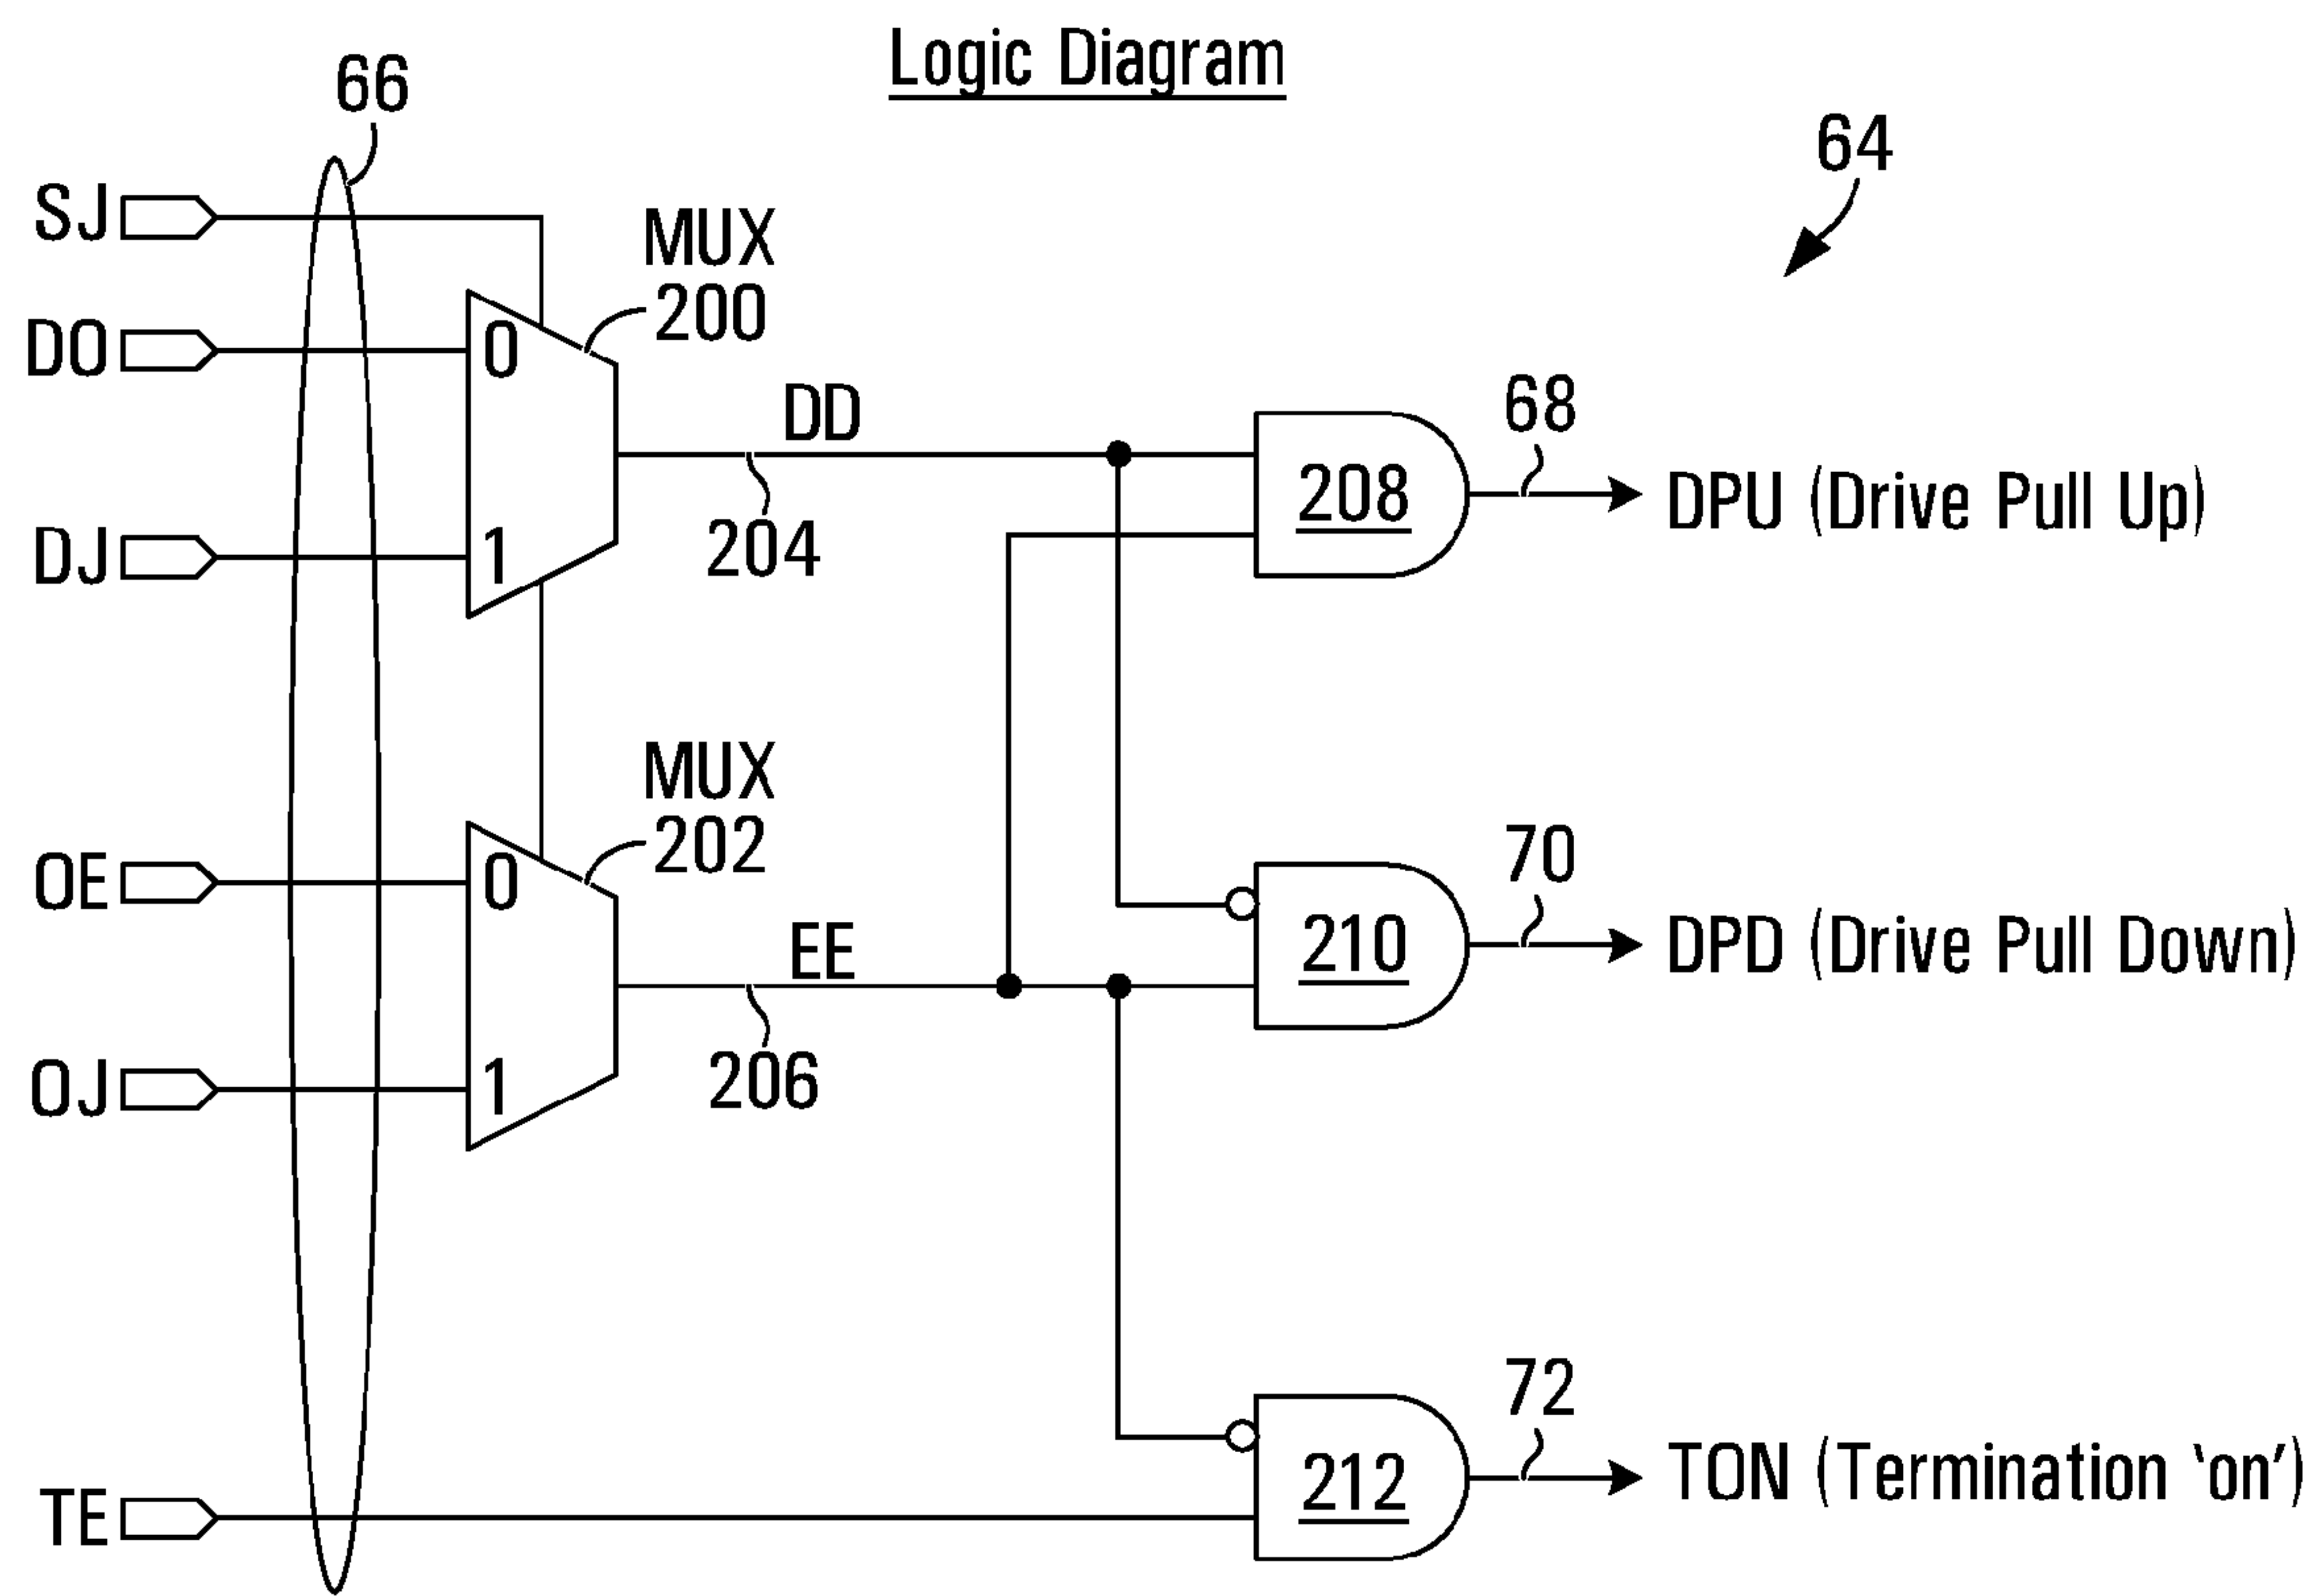 Logic Diagram
66
64
SJ
MUX
200
DO
0
DD
68
208
DPU (Drive Pull Up)
204
DJ
1
MUX
202
OE
0
70
EE
210
DPD (Drive Pull Down)
206
OJ
1
72
212
TON (Termination 'on')
TE